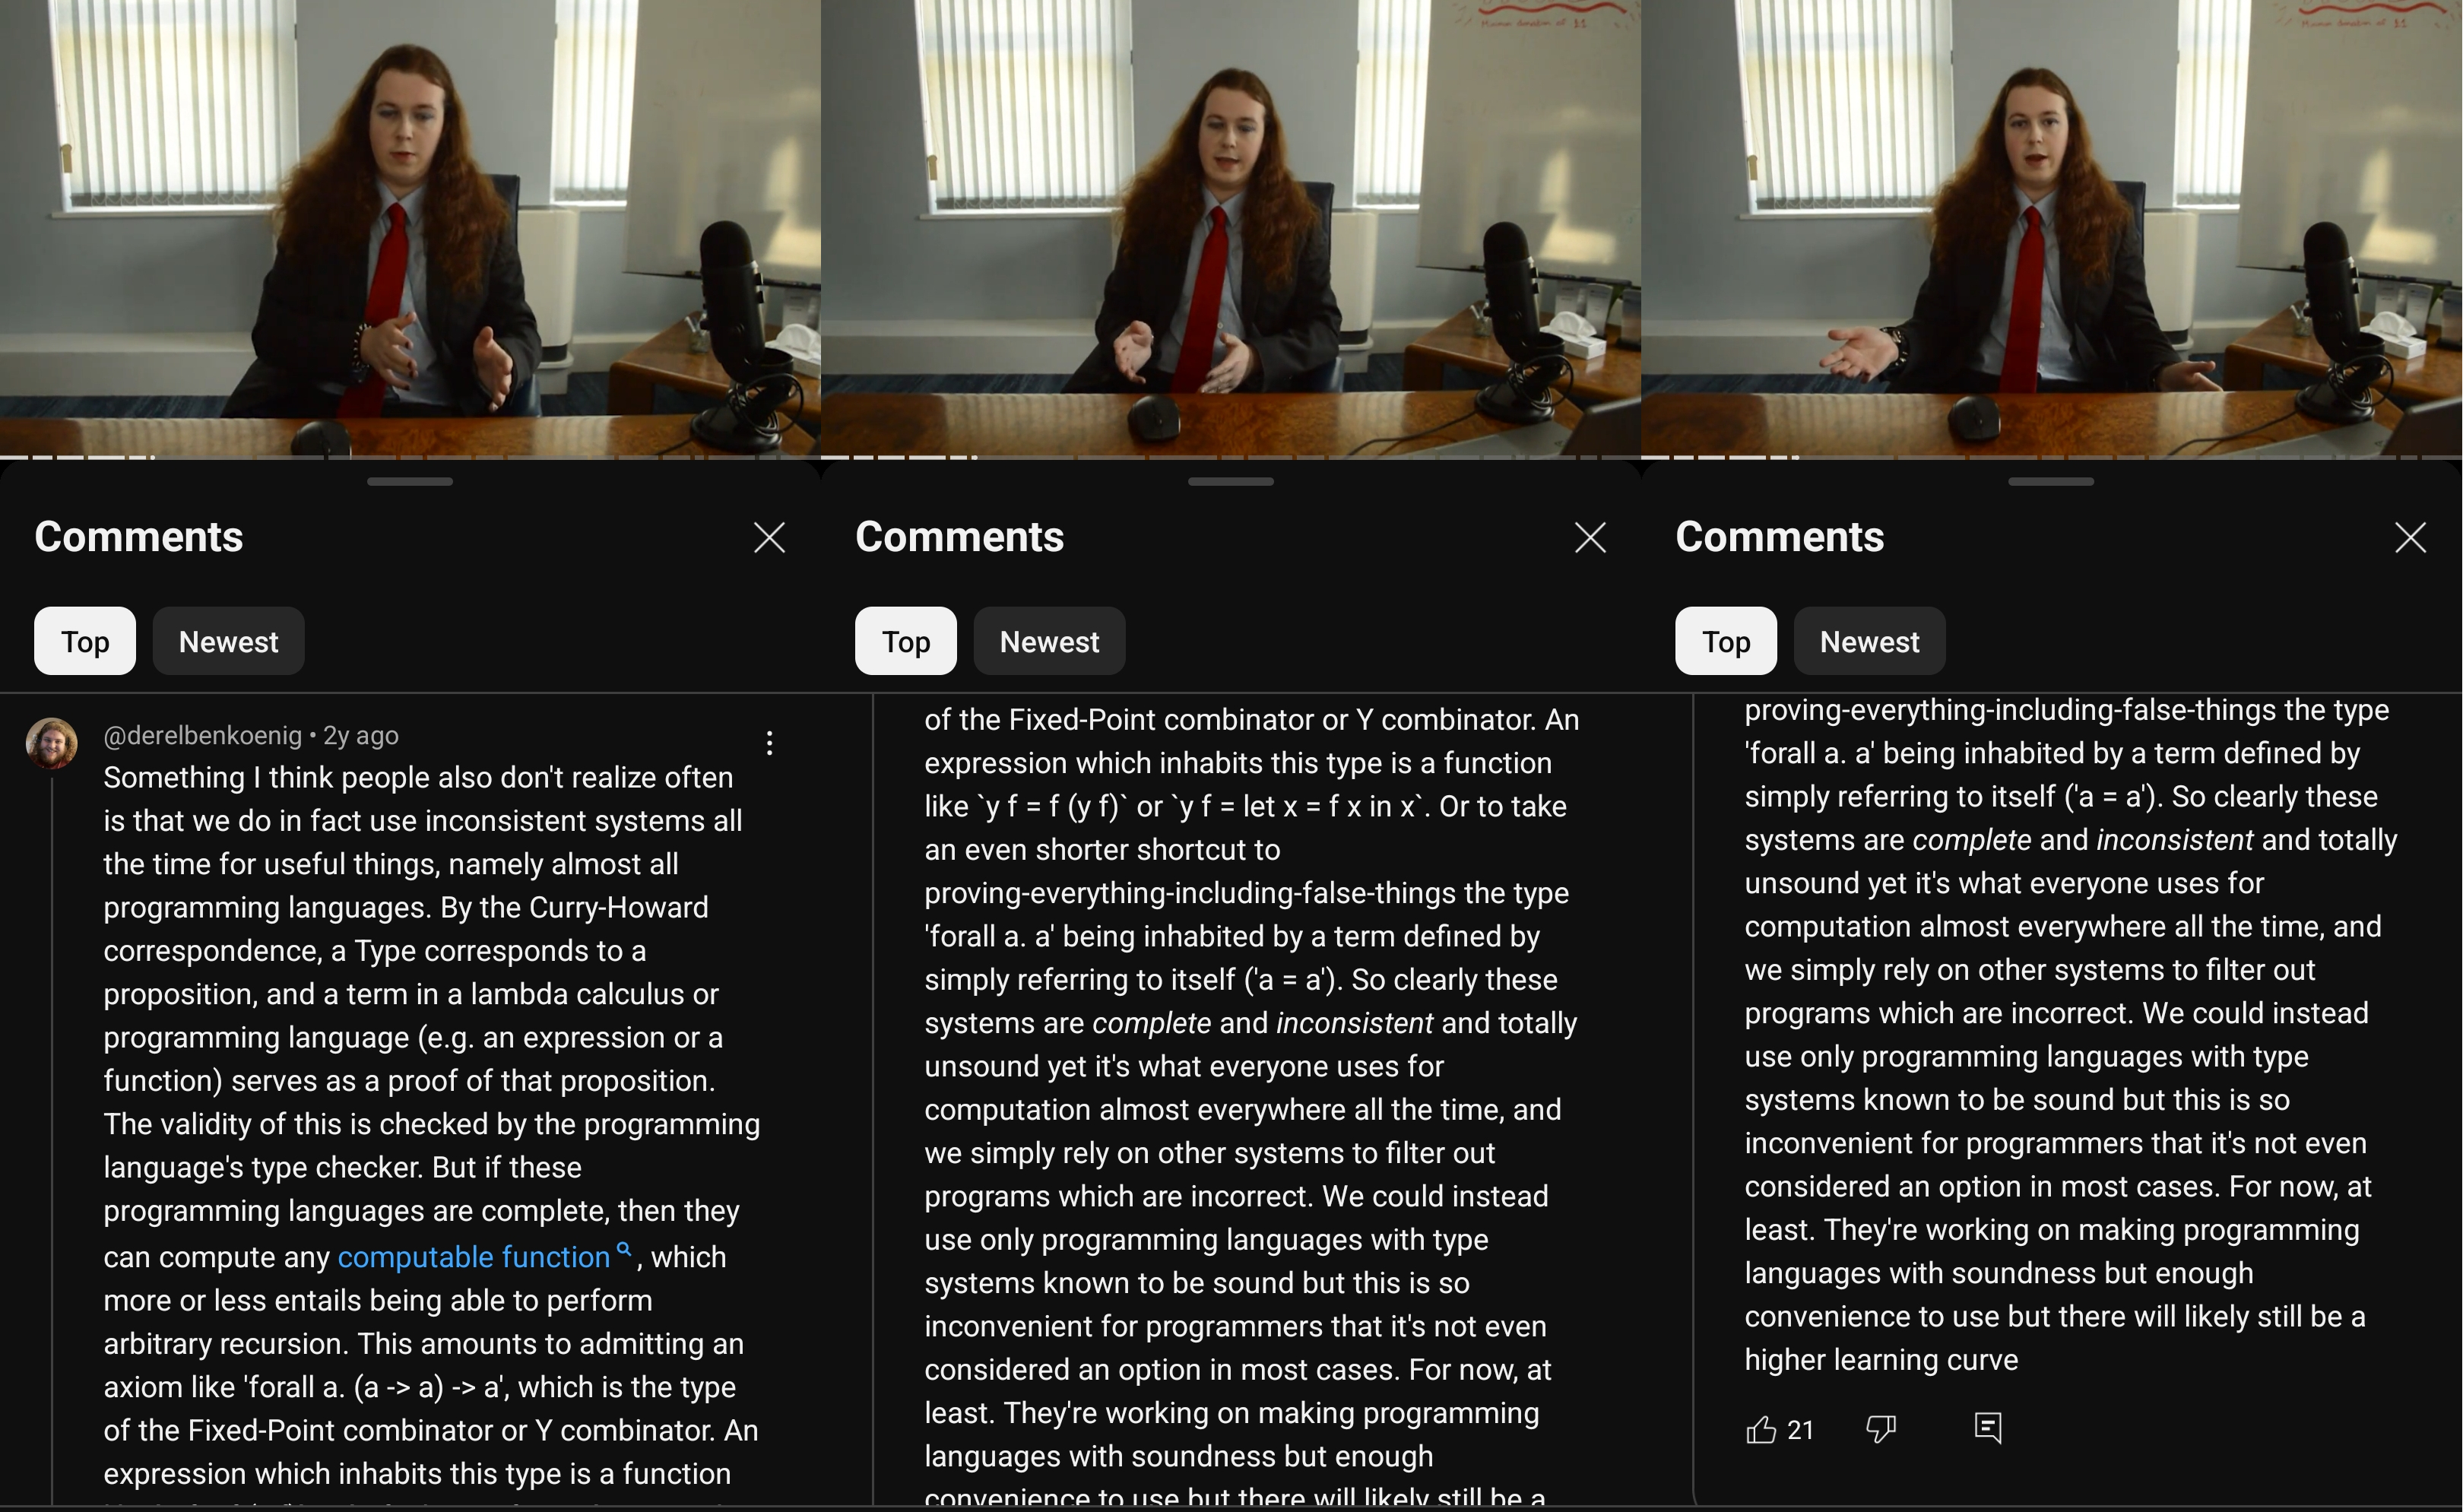 Comments
Top
Newest
@derelbenkoenig • 2y ago
Something I think people also don't realize often
is that we do in fact use inconsistent systems all
the time for useful things, namely almost all
programming languages. By the Curry-Howard
correspondence, a Type corresponds to a
proposition, and a term in a lambda calculus or
programming language (e.g. an expression or a
function) serves as a proof of that proposition.
The validity of this is checked by the programming
language's type checker. But if these
programming languages are complete, then they
can compute any computable function , which
more or less entails being able to perform
arbitrary recursion. This amounts to admitting an
axiom like 'forall a. (a -> a) -> a', which is the type
of the Fixed-Point combinator or Y combinator. An
expression which inhabits this type is a function
Comments
Top
Newest
of the Fixed-Point combinator or Y combinator. An
expression which inhabits this type is a function
like `y f = f (y f)` or `y f = let x = f x in x`. Or to take
an even shorter shortcut to
proving-everything-including-false-things the type
'forall a. a' being inhabited by a term defined by
simply referring to itself ('a = a'). So clearly these
systems are complete and inconsistent and totally
unsound yet it's what everyone uses for
computation almost everywhere all the time, and
we simply rely on other systems to filter out
programs which are incorrect. We could instead
use only programming languages with type
systems known to be sound but this is so
inconvenient for programmers that it's not even
considered an option in most cases. For now, at
least. They're working on making programming
languages with soundness but enough
convenience to use but there will likely still be a
Comments
Top
Newest
proving-everything-including-false-things the type
'forall a. a' being inhabited by a term defined by
simply referring to itself ('a = a'). So clearly these
systems are complete and inconsistent and totally
unsound yet it's what everyone uses for
computation almost everywhere all the time, and
we simply rely on other systems to filter out
programs which are incorrect. We could instead
use only programming languages with type
systems known to be sound but this is so
inconvenient for programmers that it's not even
considered an option in most cases. For now, at
least. They're working on making programming
languages with soundness but enough
convenience to use but there will likely still be a
higher learning curve
21